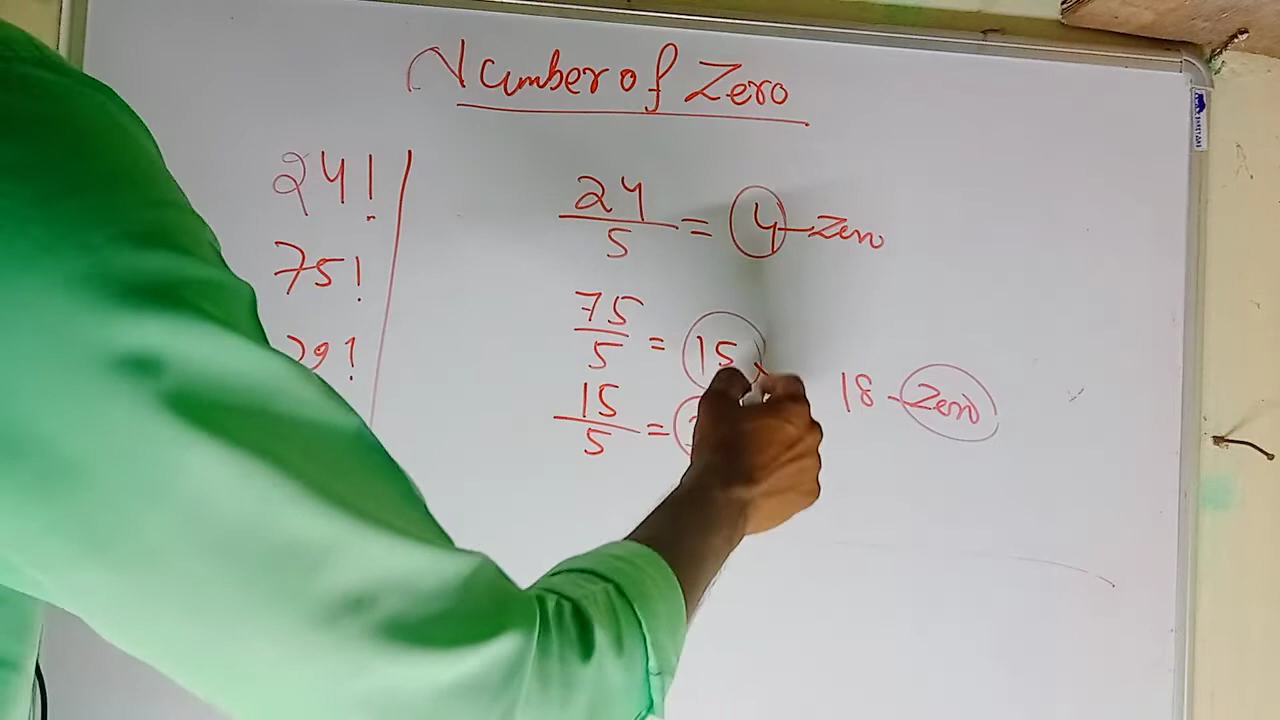 Number of Zero
24!
75!
29!
24/5 = 4 - Zero
75/5 = 15
15/5 =
18 - Zero